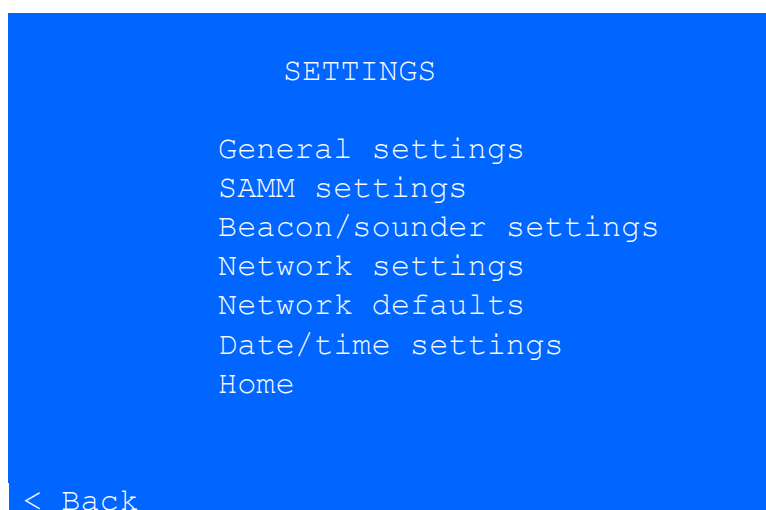 SETTINGS
General settings
SAMM settings
Beacon/sounder settings
Network settings
Network defaults
Date/time settings
Home
< Back